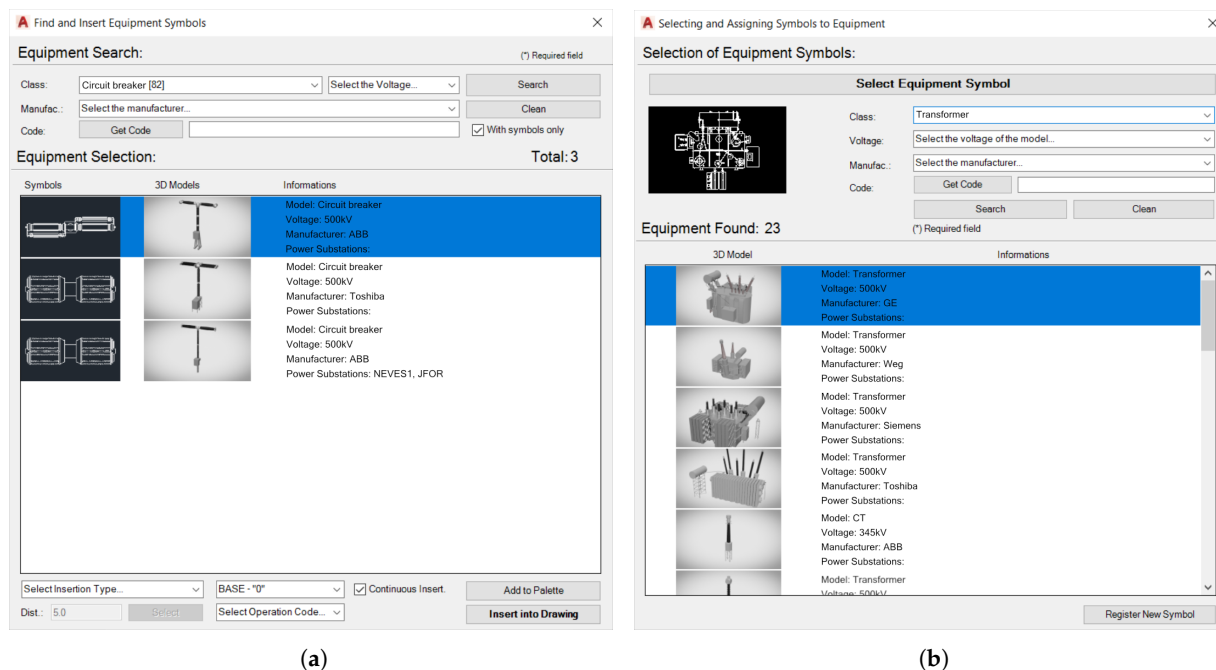 Find and Insert Equipment Symbols
Equipment Search:
(*) Required field
Class:
Circuit breaker [82]
Select the Voltage...
Search
Manufac.:
Select the manufacturer...
Clean
Code:
Get Code
With symbols only
Equipment Selection:
Total: 3
Symbols
3D Models
Informations
Model: Circuit breaker
Voltage: 500kV
Manufacturer: ABB
Power Substations:
Model: Circuit breaker
Voltage: 500kV
Manufacturer: Toshiba
Power Substations:
Model: Circuit breaker
Voltage: 500kV
Manufacturer: ABB
Power Substations: NEVES1, JFOR
Select Insertion Type...
BASE - "0"
Continuous Insert.
Add to Palette
Dist.:
5.0
Select
Select Operation Code...
Insert into Drawing
(a)
Selecting and Assigning Symbols to Equipment
Selection of Equipment Symbols:
Select Equipment Symbol
Class:
Transformer
Voltage:
Select the voltage of the model...
Manufac.:
Select the manufacturer...
Code:
Get Code
Search
Clean
Equipment Found: 23
(*) Required field
3D Model
Informations
Model: Transformer
Voltage: 500kV
Manufacturer: GE
Power Substations:
Model: Transformer
Voltage: 500kV
Manufacturer: Weg
Power Substations:
Model: Transformer
Voltage: 500kV
Manufacturer: Siemens
Power Substations:
Model: Transformer
Voltage: 500kV
Manufacturer: Toshiba
Power Substations:
Model: CT
Voltage: 345kV
Manufacturer: ABB
Power Substations:
Model: Transformer
Voltage: 500kV
Register New Symbol
(b)